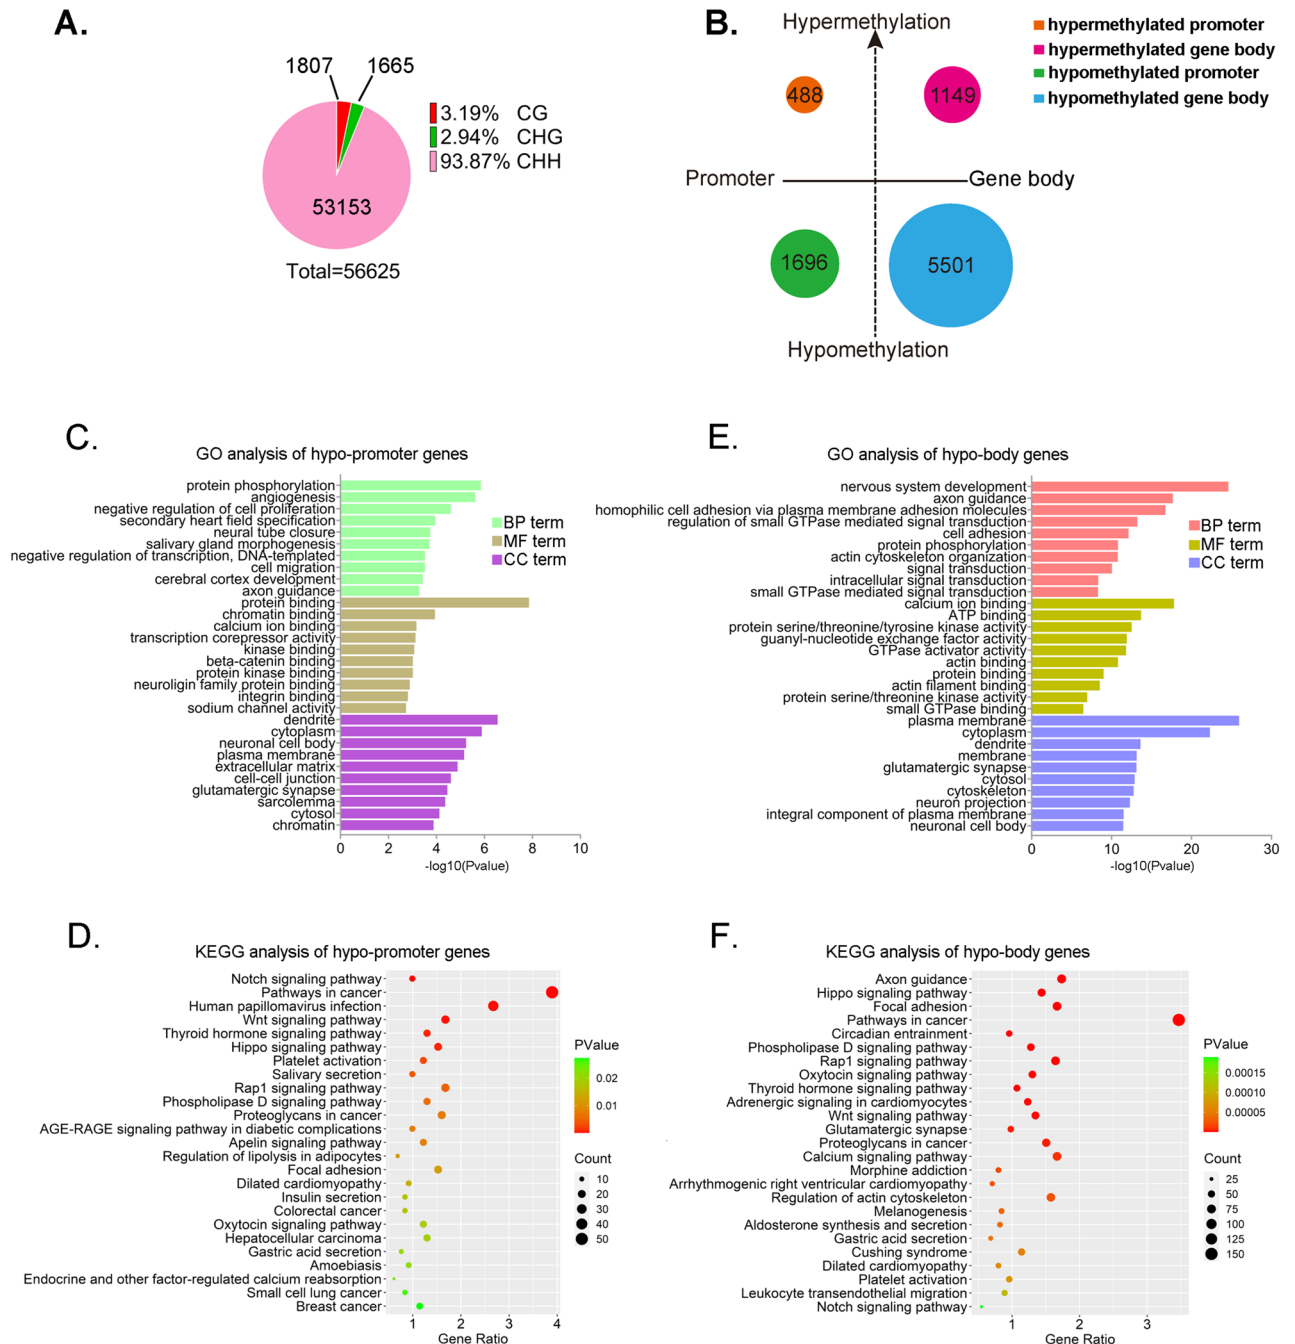 A.
1807
1665
3.19% CG
2.94% CHG
93.87% CHH
53153
Total=56625
B.
Hypermethylation
hypermethylated promoter
hypermethylated gene body
hypomethylated promoter
hypomethylated gene body
488
1149
Promoter
Gene body
1696
5501
Hypomethylation
C.
GO analysis of hypo-promoter genes
protein phosphorylation
angiogenesis
negative regulation of cell proliferation
secondary heart field specification
neural tube closure
salivary gland morphogenesis
negative regulation of transcription, DNA-templated
cell migration
cerebral cortex development
axon guidance
protein binding
chromatin binding
calcium ion binding
transcription corepressor activity
kinase binding
beta-catenin binding
protein kinase binding
neuroligin family protein binding
integrin binding
sodium channel activity
dendrite
cytoplasm
neuronal cell body
plasma membrane
extracellular matrix
cell-cell junction
glutamatergic synapse
sarcolemma
cytosol
chromatin
BP term
MF term
CC term
0 2 4 6 8 10
-log10(Pvalue)
E.
GO analysis of hypo-body genes
nervous system development
axon guidance
homophilic cell adhesion via plasma membrane adhesion molecules
regulation of small GTPase mediated signal transduction
cell adhesion
protein phosphorylation
actin cytoskeleton organization
signal transduction
intracellular signal transduction
small GTPase mediated signal transduction
calcium ion binding
ATP binding
protein serine/threonine/tyrosine kinase activity
guanyl-nucleotide exchange factor activity
GTPase activator activity
actin binding
protein binding
actin filament binding
protein serine/threonine kinase activity
small GTPase binding
plasma membrane
cytoplasm
dendrite
membrane
glutamatergic synapse
cytosol
cytoskeleton
neuron projection
integral component of plasma membrane
neuronal cell body
BP term
MF term
CC term
0 10 20 30
-log10(Pvalue)
D.
KEGG analysis of hypo-promoter genes
Notch signaling pathway
Pathways in cancer
Human papillomavirus infection
Wnt signaling pathway
Thyroid hormone signaling pathway
Hippo signaling pathway
Platelet activation
Salivary secretion
Rap1 signaling pathway
Phospholipase D signaling pathway
Proteoglycans in cancer
AGE-RAGE signaling pathway in diabetic complications
Apelin signaling pathway
Regulation of lipolysis in adipocytes
Focal adhesion
Dilated cardiomyopathy
Insulin secretion
Colorectal cancer
Oxytocin signaling pathway
Hepatocellular carcinoma
Gastric acid secretion
Amoebiasis
Endocrine and other factor-regulated calcium reabsorption
Small cell lung cancer
Breast cancer
1 2 3 4
Gene Ratio
PValue
0.02
0.01
Count
10
20
30
40
50
F.
KEGG analysis of hypo-body genes
Axon guidance
Hippo signaling pathway
Focal adhesion
Pathways in cancer
Circadian entrainment
Phospholipase D signaling pathway
Rap1 signaling pathway
Oxytocin signaling pathway
Thyroid hormone signaling pathway
Adrenergic signaling in cardiomyocytes
Wnt signaling pathway
Glutamatergic synapse
Proteoglycans in cancer
Calcium signaling pathway
Morphine addiction
Arrhythmogenic right ventricular cardiomyopathy
Regulation of actin cytoskeleton
Melanogenesis
Aldosterone synthesis and secretion
Gastric acid secretion
Cushing syndrome
Dilated cardiomyopathy
Platelet activation
Leukocyte transendothelial migration
Notch signaling pathway
1 2 3
Gene Ratio
PValue
0.00015
0.00010
0.00005
Count
25
50
75
100
125
150